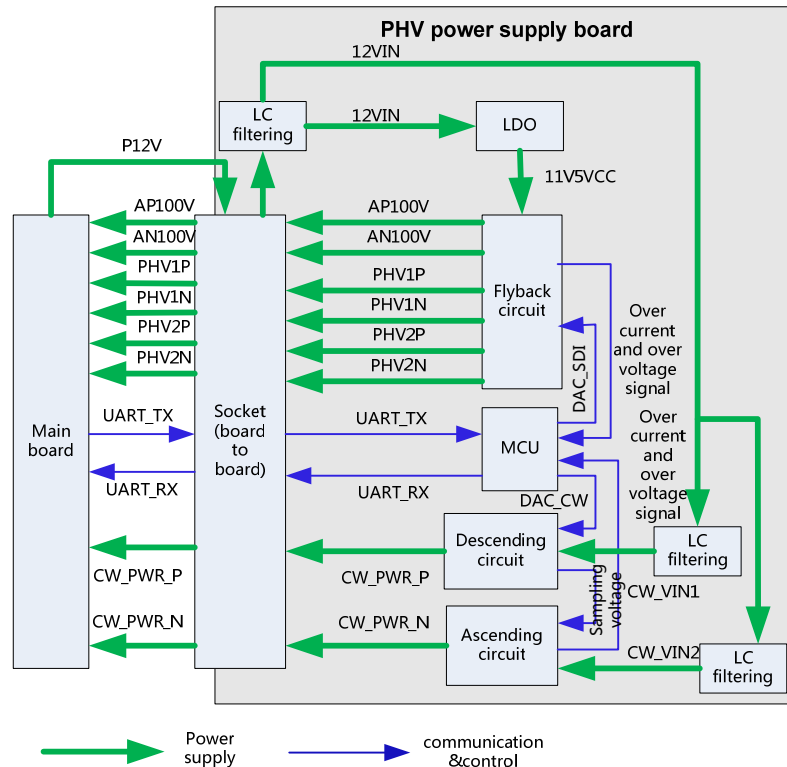 PHV power supply board
12VIN
LC
filtering
12VIN
LDO
P12V
11V5VCC
AP100V
AN100V
PHV1P
PHV1N
PHV2P
PHV2N
AP100V
AN100V
PHV1P
PHV1N
PHV2P
PHV2N
Flyback
circuit
Over
current
and over
voltage
signal
DAC_SDI
Main
board
UART_TX
UART_RX
Socket
(board
to
board)
UART_TX
UART_RX
MCU
Over
current
and
over
voltage
signal
DAC_CW
CW_PWR_P
CW_PWR_P
Descending
circuit
LC
filtering
CW_VIN1
Sampling
voltage
CW_PWR_N
CW_PWR_N
Ascending
circuit
CW_VIN2
LC
filtering
Power
supply
communication
&control